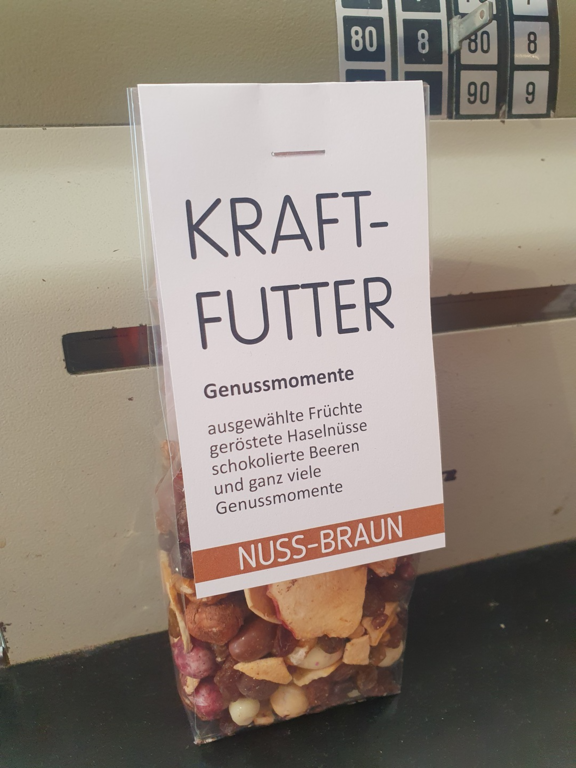 80 8 80 8
90 9
KRAFT-
FUTTER
Genussmomente
ausgewählte Früchte
geröstete Haselnüsse
schokolierte Beeren
und ganz viele
Genussmomente
NUSS-BRAUN